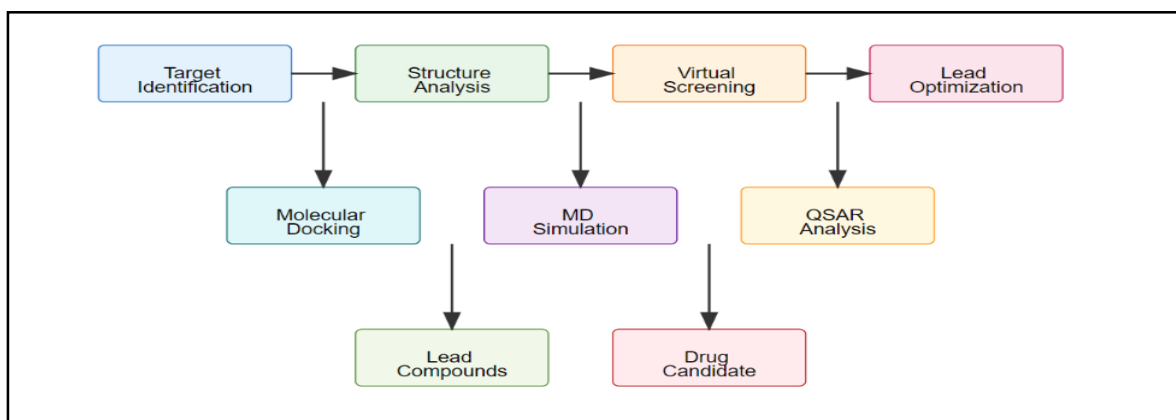 Target
Identification
Structure
Analysis
Virtual
Screening
Lead
Optimization
Molecular
Docking
MD
Simulation
QSAR
Analysis
Lead
Compounds
Drug
Candidate